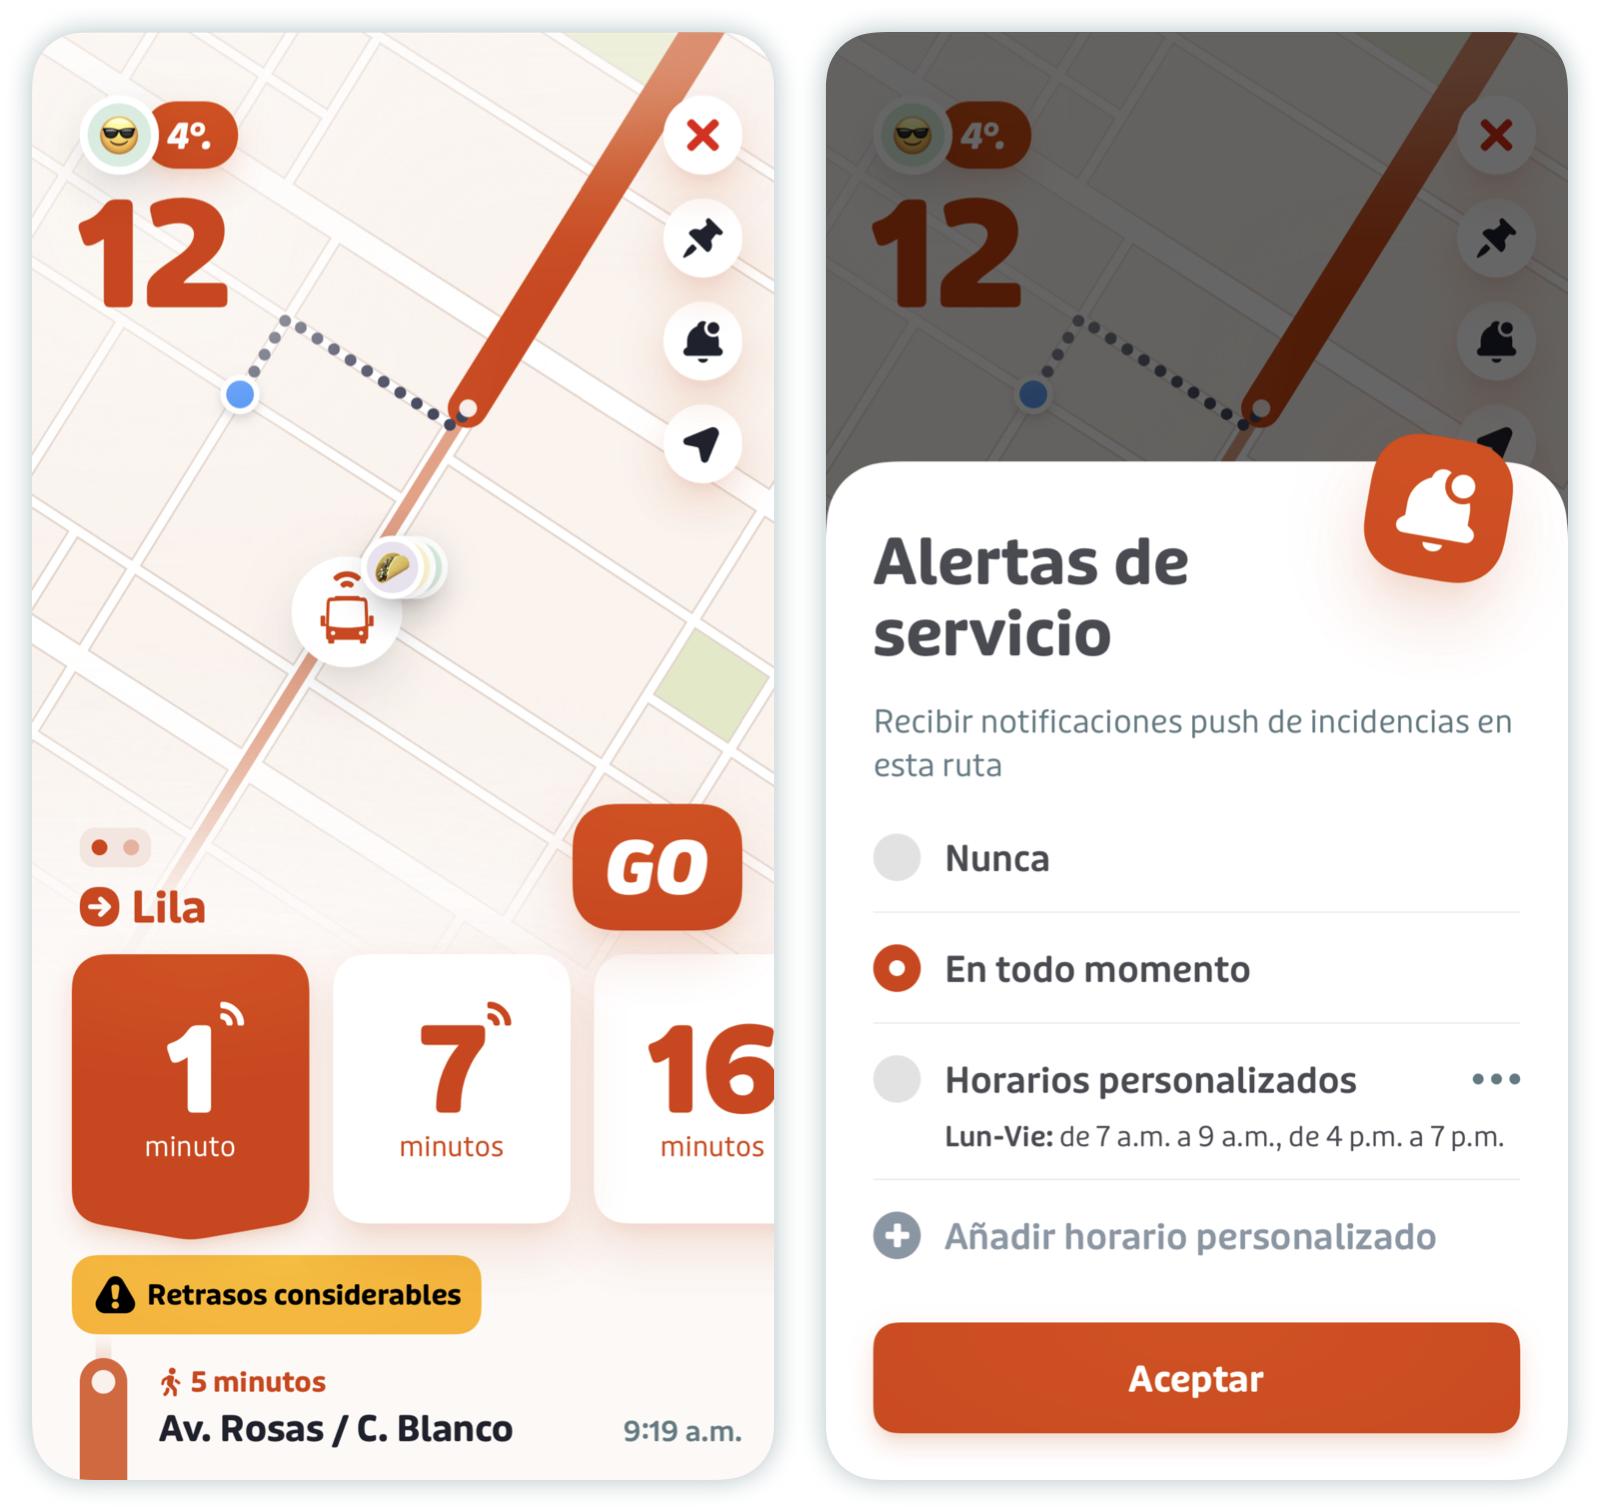 4º.
12
GO
Lila
1
minuto
7
minutos
16
minutos
Retrasos considerables
5 minutos
Av. Rosas / C. Blanco
9:19 a.m.
4º.
12
Alertas de
servicio
Recibir notificaciones push de incidencias en
esta ruta
Nunca
En todo momento
Horarios personalizados
Lun-Vie: de 7 a.m. a 9 a.m., de 4 p.m. a 7 p.m.
Añadir horario personalizado
Aceptar